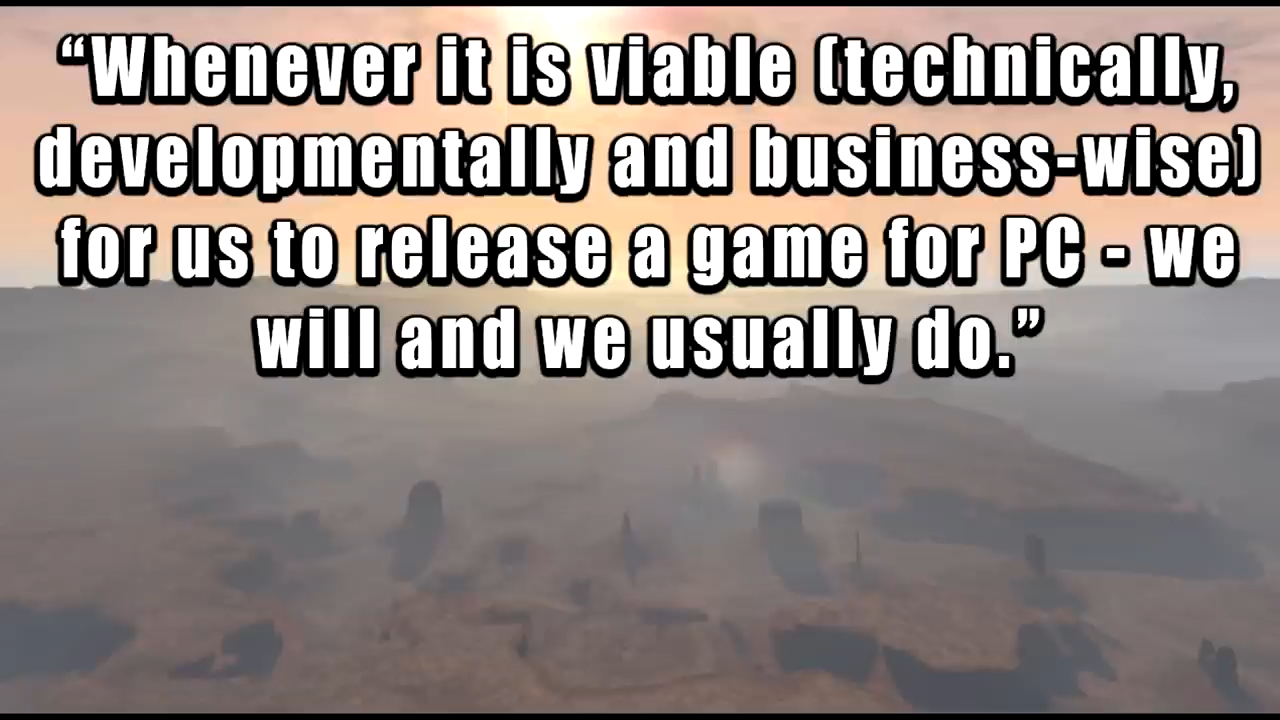 “Whenever it is viable (technically,
developmentally and business-wise)
for us to release a game for PC - we
will and we usually do.”